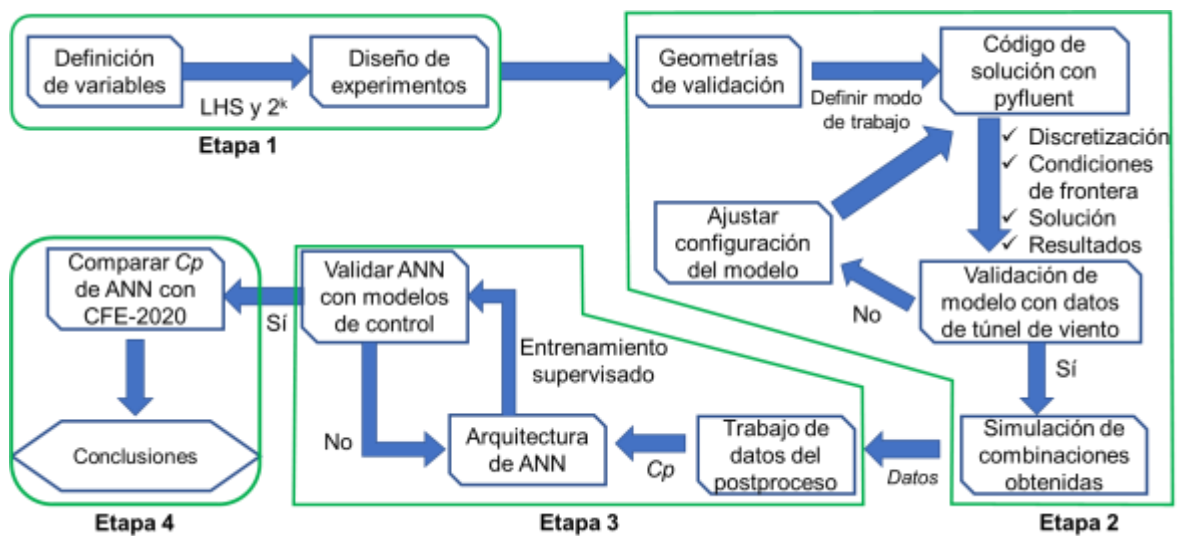 Definición
de variables
LHS y 2ᵏ
Diseño de
experimentos
Etapa 1
Geometrías
de validación
Definir modo
de trabajo
Código de
solución con
pyfluent
✓ Discretización
✓ Condiciones
de frontera
✓ Solución
✓ Resultados
Ajustar
configuración
del modelo
No
Validación de
modelo con datos
de túnel de viento
Sí
Simulación de
combinaciones
obtenidas
Etapa 2
Datos
Trabajo de
datos del
postproceso
Cp
Arquitectura
de ANN
Entrenamiento
supervisado
Validar ANN
con modelos
de control
No
Etapa 3
Sí
Comparar Cp
de ANN con
CFE-2020
Conclusiones
Etapa 4